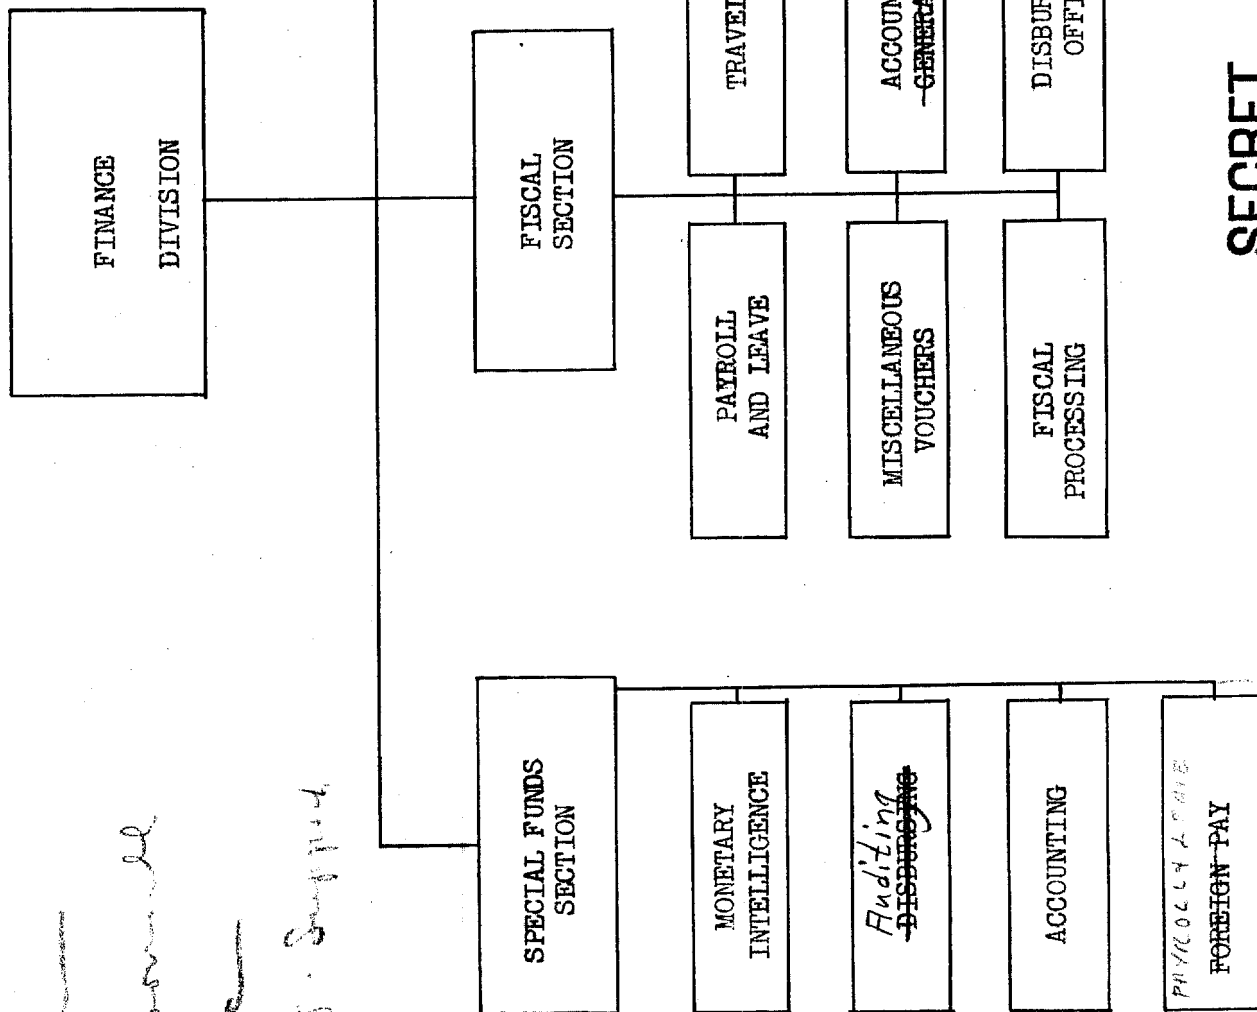 FINANCE
DIVISION
FISCAL
SECTION
SPECIAL FUNDS
SECTION
PAYROLL
AND LEAVE
TRAVEL
MISCELLANEOUS
VOUCHERS
ACCOUN
GENERA
FISCAL
PROCESSING
DISBUR
OFFI
MONETARY
INTELLIGENCE
Auditing
DISBURSING
ACCOUNTING
FOREIGN PAY
SECRET